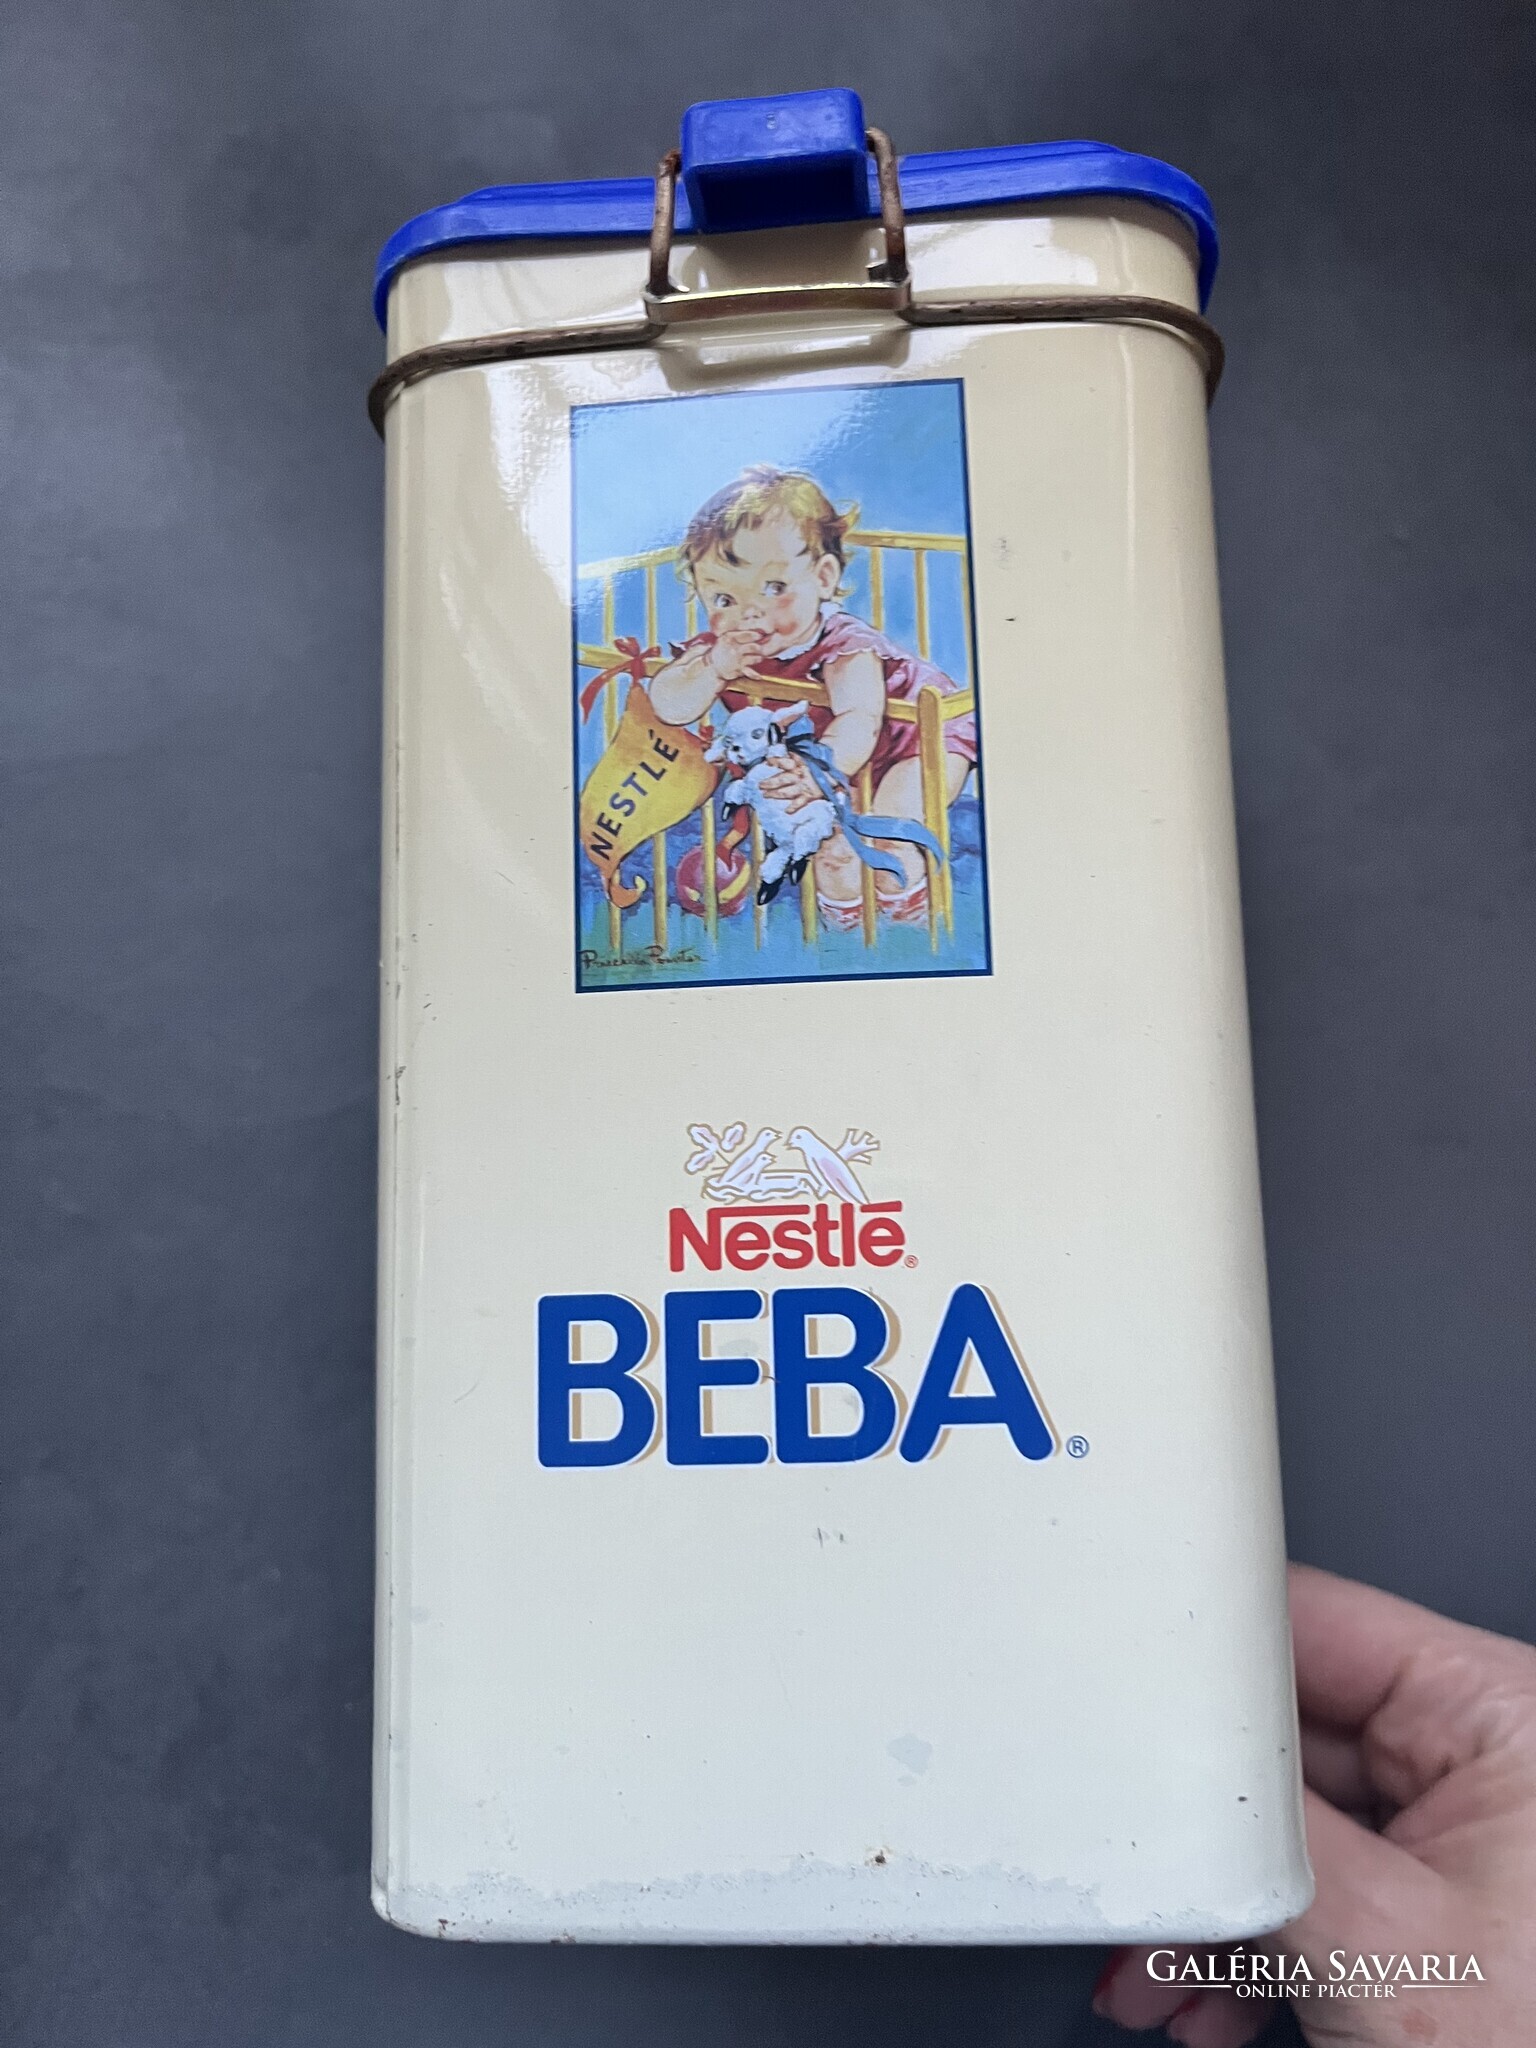 NESTLÉ
Nestlé®
BEBA®
GALÉRIA SAVARIA
ONLINE PIACTÉR